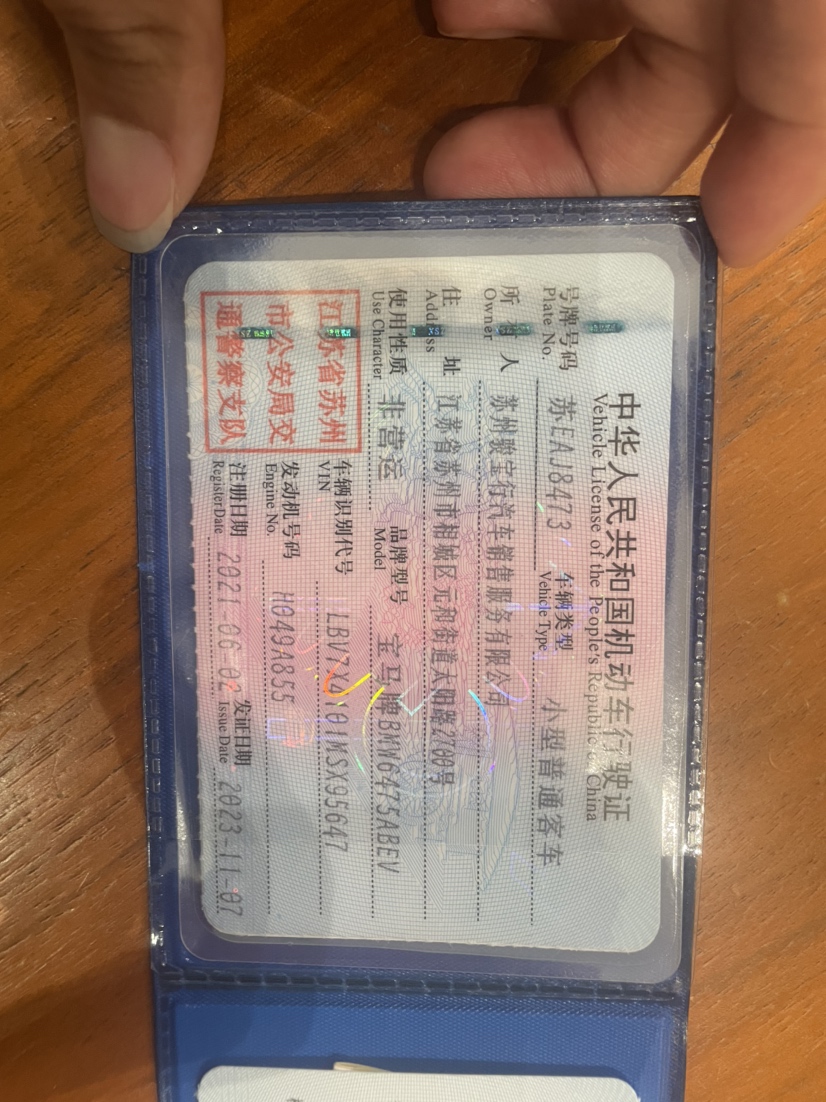 中华人民共和国机动车行驶证
Vehicle License of the People's Republic of China
号牌号码 苏EAJ8473 车辆类型 小型普通客车
Plate No. Vehicle Type
所有人 苏州骏宝行汽车销售服务有限公司
Owner
住址 江苏省苏州市相城区元和街道太阳路2700号
Address
使用性质 非营运 品牌型号 宝马牌BMW6475ABEV
Use Character Model
江苏省苏州市公安局交通警察支队
车辆识别代号
VIN
发动机号码 H049A855
Engine No.
注册日期 2021-06-02 发证日期 2023-11-07
Register Date Issue Date